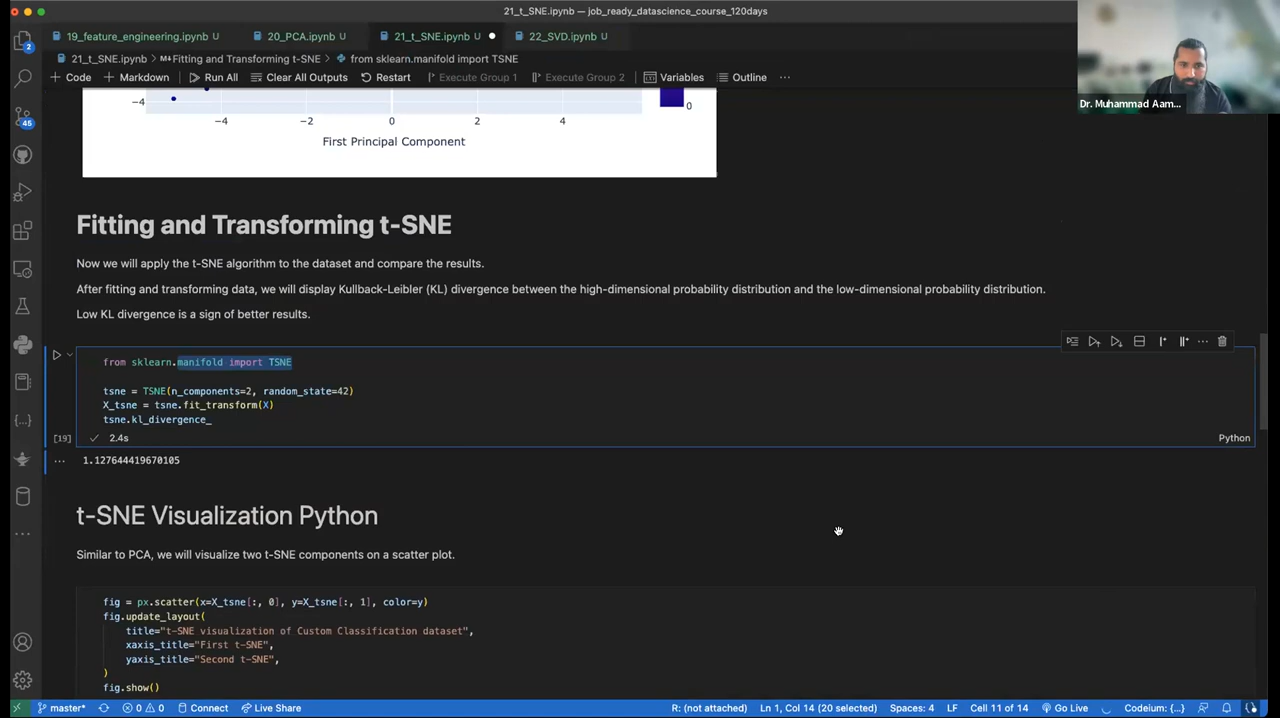 21_t_SNE.ipynb — job_ready_datascience_course_120days
19_feature_engineering.ipynb U
20_PCA.ipynb U
21_t_SNE.ipynb U
22_SVD.ipynb U
21_t_SNE.ipynb > M↓Fitting and Transforming t-SNE > from sklearn.manifold import TSNE
+ Code + Markdown Run All Clear All Outputs Restart Execute Group 1 Execute Group 2 Variables Outline ...
Dr. Muhammad Aam...
2
45
−4
0
−4 −2 0 2 4
First Principal Component
Fitting and Transforming t-SNE
Now we will apply the t-SNE algorithm to the dataset and compare the results.
After fitting and transforming data, we will display Kullback-Leibler (KL) divergence between the high-dimensional probability distribution and the low-dimensional probability distribution.
Low KL divergence is a sign of better results.
from sklearn.manifold import TSNE
tsne = TSNE(n_components=2, random_state=42)
X_tsne = tsne.fit_transform(X)
tsne.kl_divergence_
[19] 2.4s Python
1.127644419670105
t-SNE Visualization Python
Similar to PCA, we will visualize two t-SNE components on a scatter plot.
fig = px.scatter(x=X_tsne[:, 0], y=X_tsne[:, 1], color=y)
fig.update_layout(
title="t-SNE visualization of Custom Classification dataset",
xaxis_title="First t-SNE",
yaxis_title="Second t-SNE",
)
fig.show()
master* 0 0 Connect Live Share R: (not attached) Ln 1, Col 14 (20 selected) Spaces: 4 LF Cell 11 of 14 Go Live Codeium: {...}